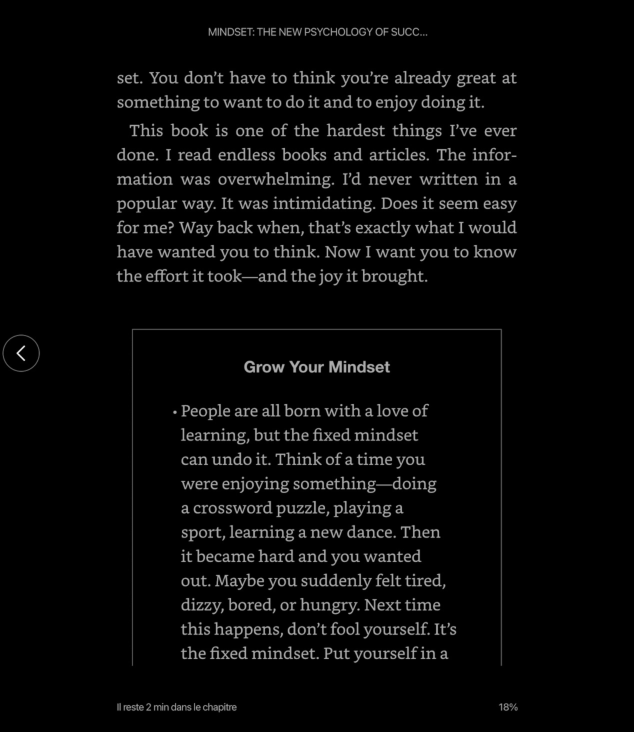 MINDSET: THE NEW PSYCHOLOGY OF SUCC...
set. You don’t have to think you’re already great at
something to want to do it and to enjoy doing it.
This book is one of the hardest things I’ve ever
done. I read endless books and articles. The infor-
mation was overwhelming. I’d never written in a
popular way. It was intimidating. Does it seem easy
for me? Way back when, that’s exactly what I would
have wanted you to think. Now I want you to know
the effort it took—and the joy it brought.
Grow Your Mindset
• People are all born with a love of
learning, but the fixed mindset
can undo it. Think of a time you
were enjoying something—doing
a crossword puzzle, playing a
sport, learning a new dance. Then
it became hard and you wanted
out. Maybe you suddenly felt tired,
dizzy, bored, or hungry. Next time
this happens, don’t fool yourself. It’s
the fixed mindset. Put yourself in a
Il reste 2 min dans le chapitre
18%